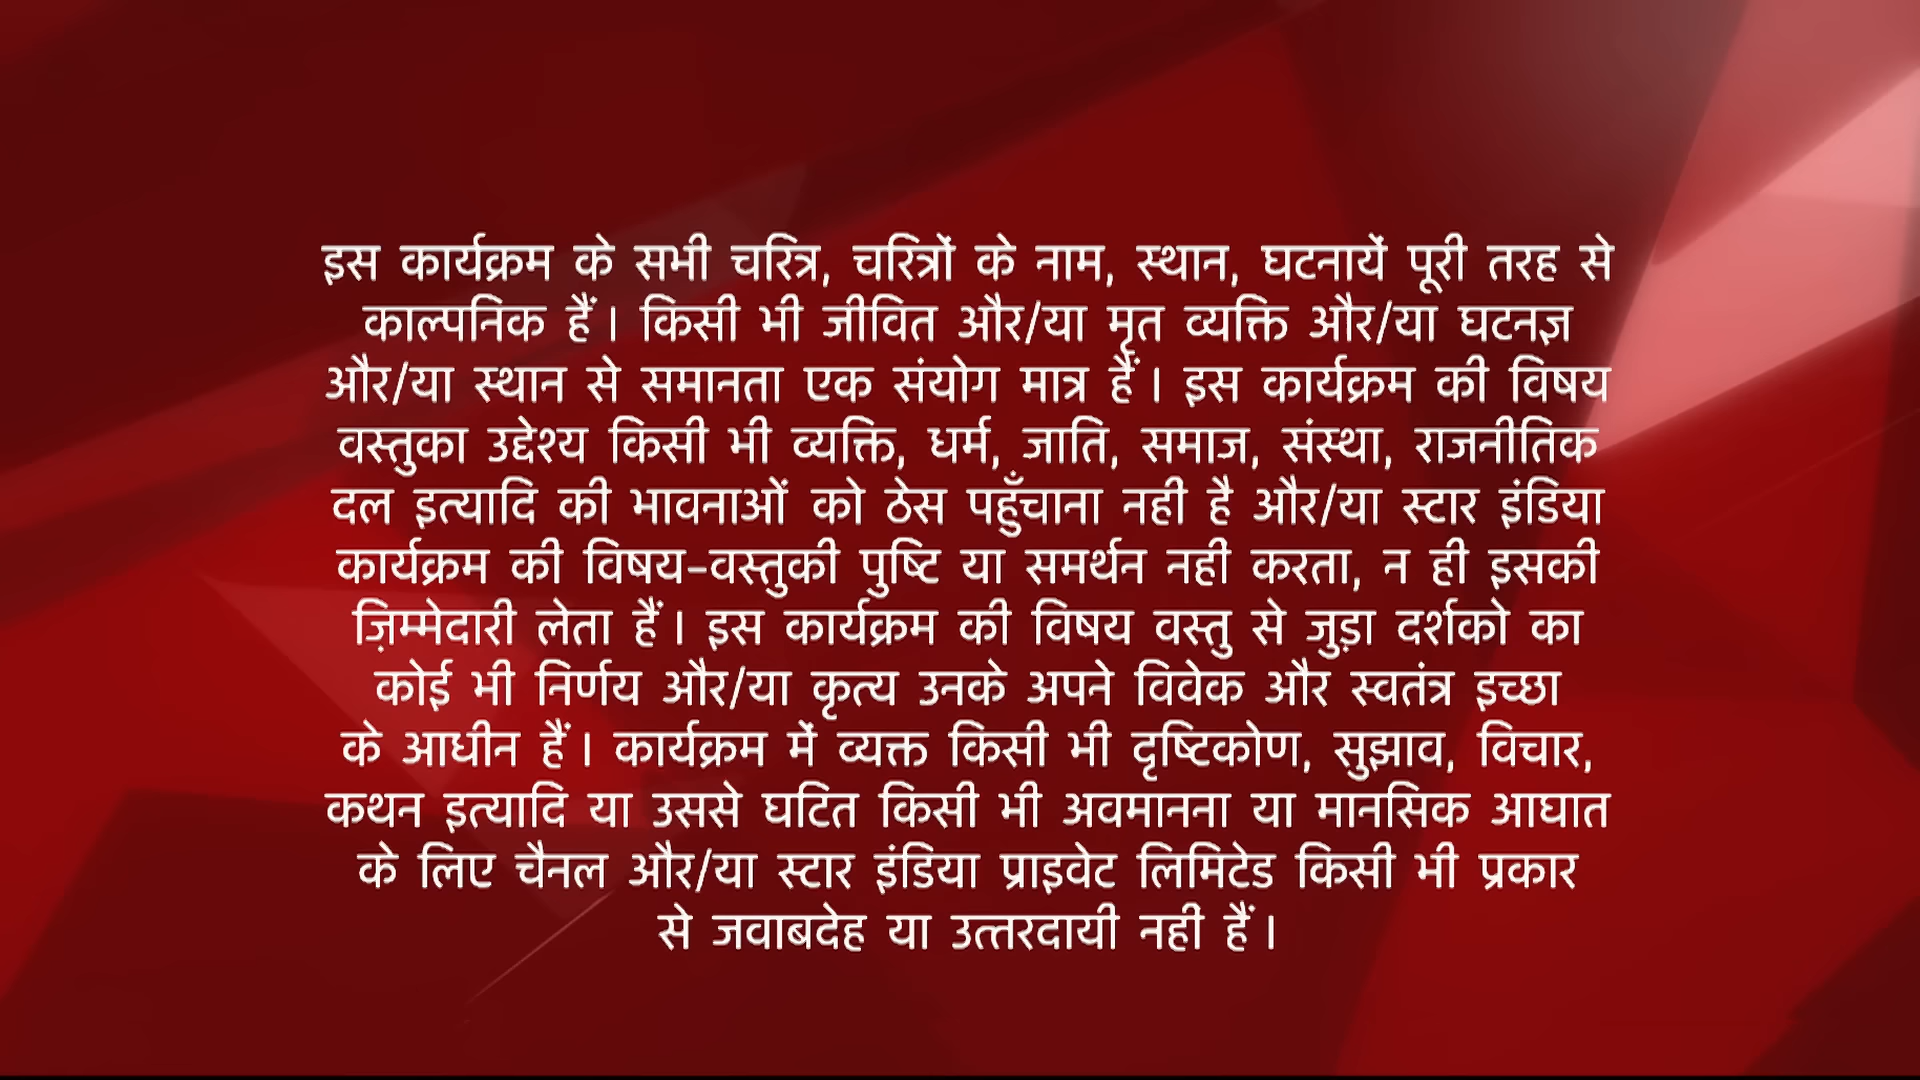 इस कार्यक्रम के सभी चरित्र, चरित्रों के नाम, स्थान, घटनायें पूरी तरह से
काल्पनिक हैं। किसी भी जीवित और/या मृत व्यक्ति और/या घटनज्ञ
और/या स्थान से समानता एक संयोग मात्र हैं। इस कार्यक्रम की विषय
वस्तुका उद्देश्य किसी भी व्यक्ति, धर्म, जाति, समाज, संस्था, राजनीतिक
दल इत्यादि की भावनाओं को ठेस पहुँचाना नही है और/या स्टार इंडिया
कार्यक्रम की विषय-वस्तुकी पुष्टि या समर्थन नहीं करता, न ही इसकी
ज़िम्मेदारी लेता हैं। इस कार्यक्रम की विषय वस्तु से जुड़ा दर्शको का
कोई भी निर्णय और/या कृत्य उनके अपने विवेक और स्वतंत्र इच्छा
के आधीन हैं। कार्यक्रम में व्यक्त किसी भी दृष्टिकोण, सुझाव, विचार,
कथन इत्यादि या उससे घटित किसी भी अवमानना या मानसिक आघात
के लिए चैनल और/या स्टार इंडिया प्राइवेट लिमिटेड किसी भी प्रकार
से जवाबदेह या उत्तरदायी नहीं हैं।